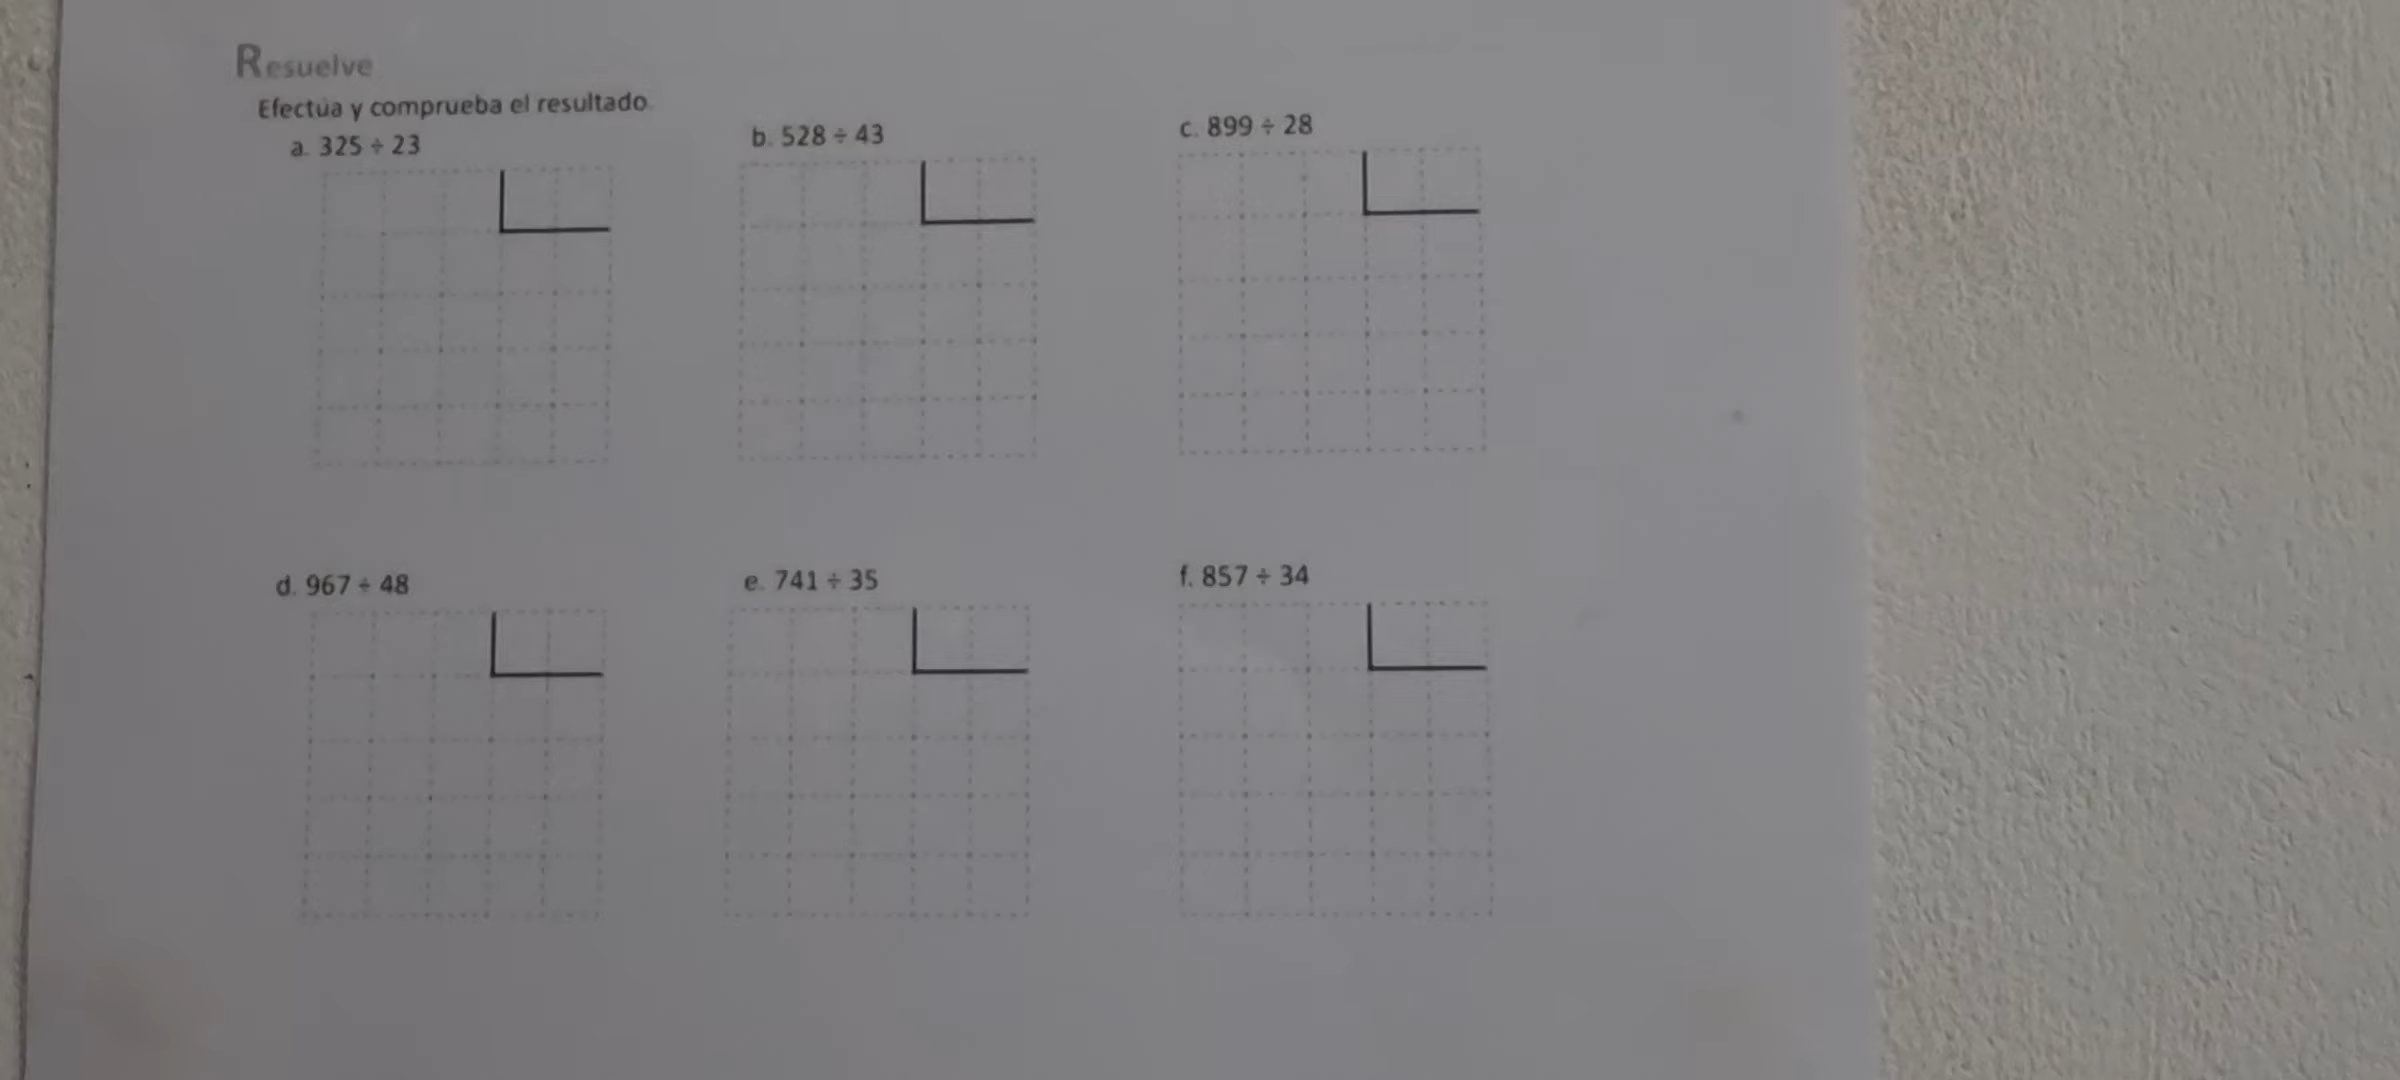 Resuelve
Efectúa y comprueba el resultado.
a. 325 ÷ 23
b. 528 ÷ 43
c. 899 ÷ 28
d. 967 ÷ 48
e. 741 ÷ 35
f. 857 ÷ 34